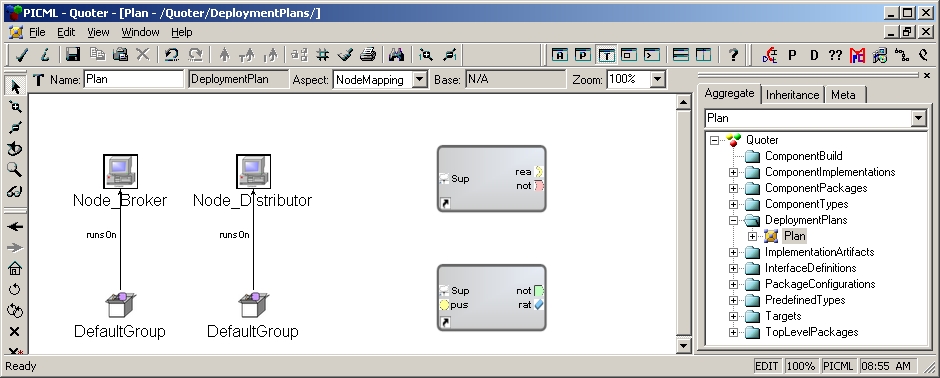 PICML - Quoter - [Plan - /Quoter/DeploymentPlans/]
File Edit View Window Help
A P T P D ??
T Name: Plan DeploymentPlan Aspect: NodeMapping Base: N/A Zoom: 100%
Aggregate Inheritance Meta
Plan
Node_Broker Node_Distributor
runsOn runsOn
DefaultGroup DefaultGroup
Sup rea
not
Sup not
pus rat
Quoter
ComponentBuild
ComponentImplementations
ComponentPackages
ComponentTypes
DeploymentPlans
Plan
ImplementationArtifacts
InterfaceDefinitions
PackageConfigurations
PredefinedTypes
Targets
TopLevelPackages
Ready EDIT 100% PICML 08:55 AM